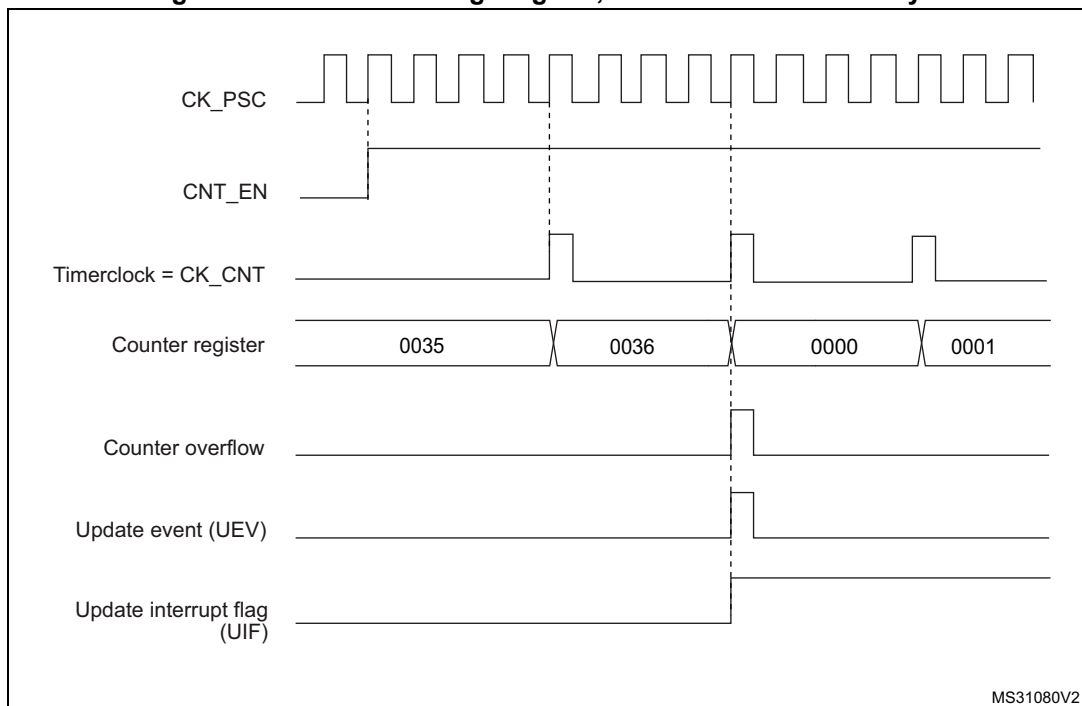 CK_PSC
CNT_EN
Timerclock = CK_CNT
Counter register
0035
0036
0000
0001
Counter overflow
Update event (UEV)
Update interrupt flag
(UIF)
MS31080V2